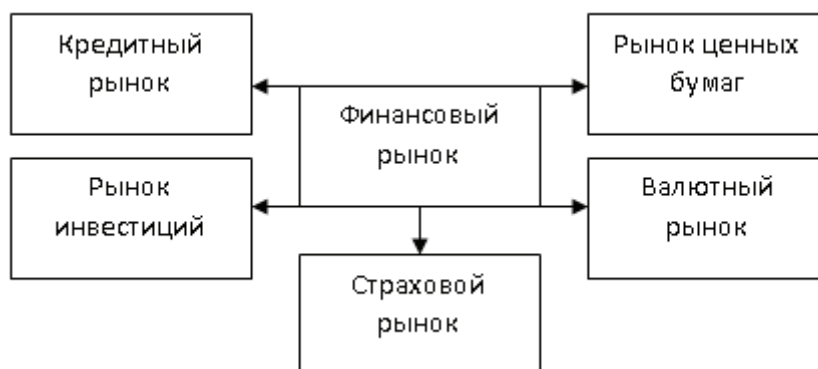 Кредитный
рынок
Рынок ценных
бумаг
Финансовый
рынок
Рынок
инвестиций
Валютный
рынок
Страховой
рынок